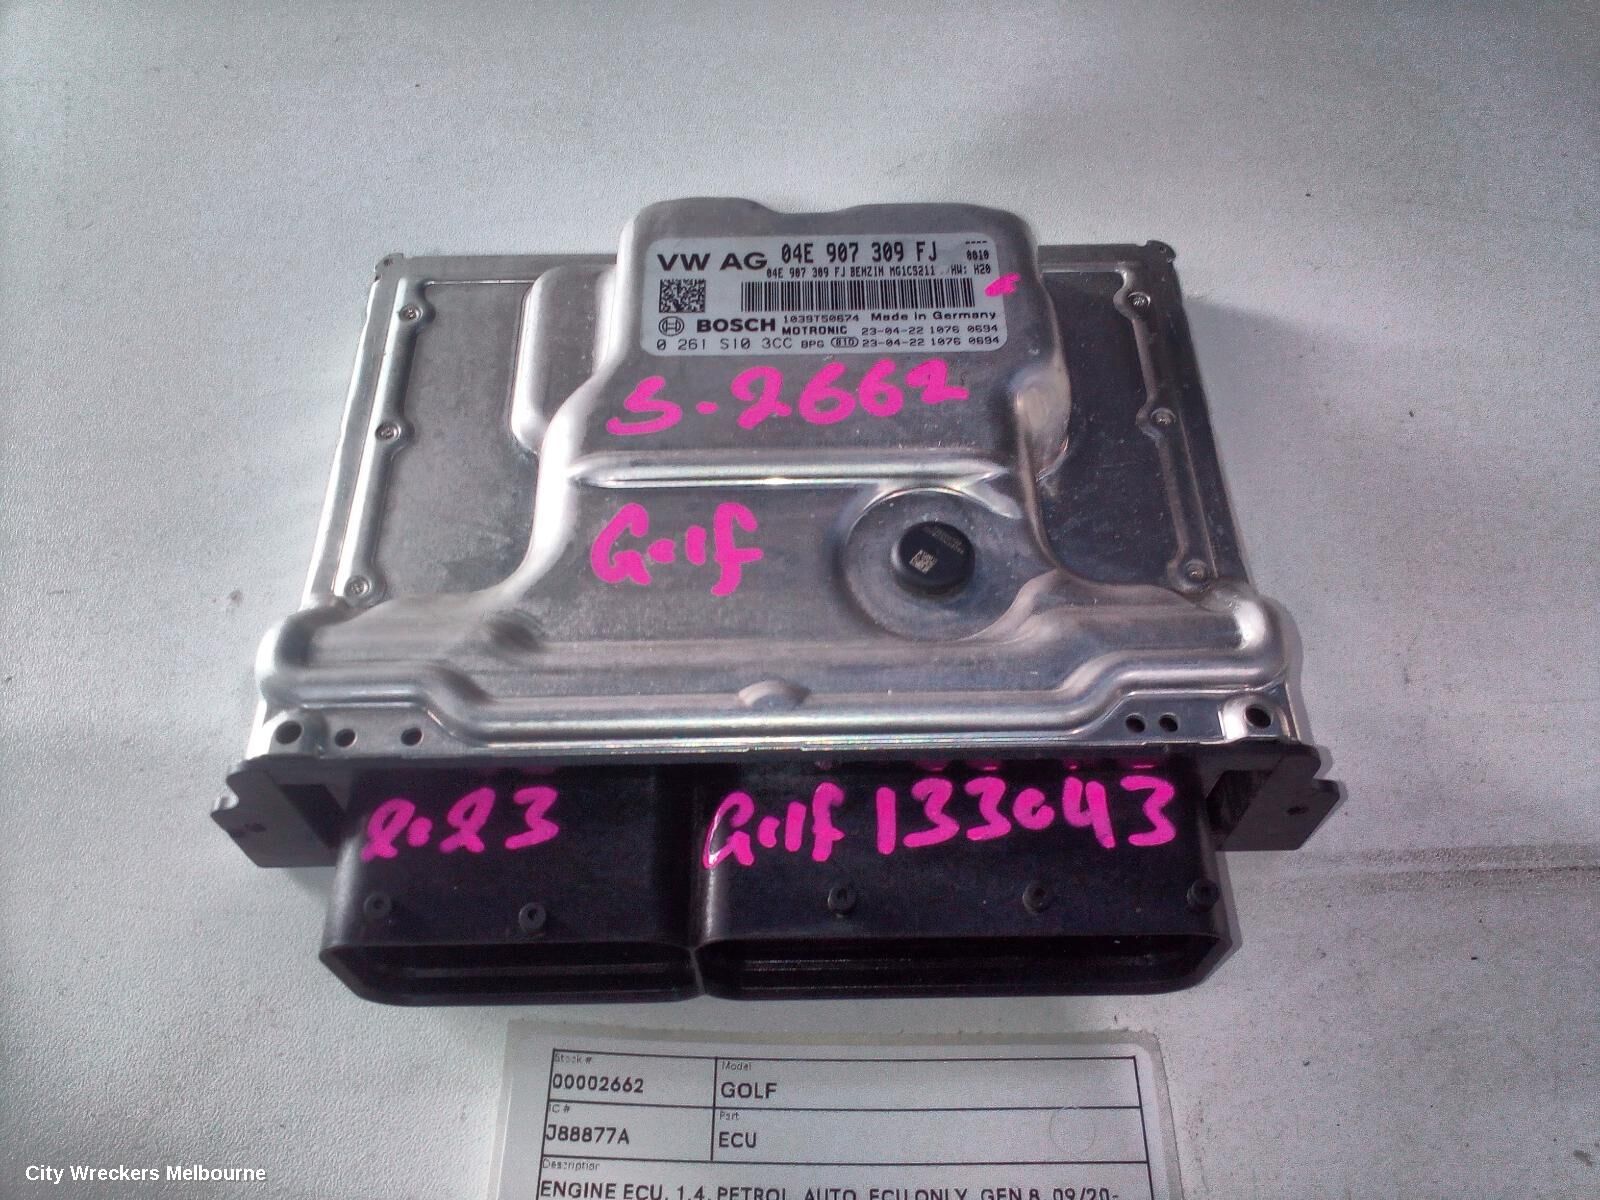 VW AG 04E 907 309 FJ ----
0010
04E 907 309 FJ BENZIN MG1CS211 ./HW: H20
BOSCH 1039T50674 Made in Germany
MOTRONIC 23-04-22 1076 0694
0 261 S10 3CC BPG 810 23-04-22 1076 0694
S-2662
Golf
2023 Golf 133043
Stock # Model
00002662 GOLF
IC # Part
J88877A ECU
Description
ENGINE ECU, 1.4, PETROL, AUTO, ECU ONLY, GEN 8, 09/20-
City Wreckers Melbourne